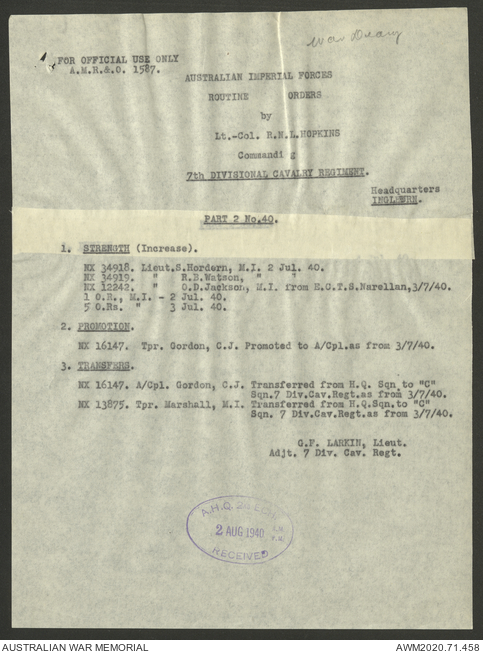 War Diary
FOR OFFICIAL USE ONLY
A.M.R.&O. 1587.
AUSTRALIAN IMPERIAL FORCES
ROUTINE ORDERS
by
Lt.-Col. R.N.L.HOPKINS
Commandi g
7th DIVISIONAL CAVALRY REGIMENT.
Headquarters
INGLEBURN.
PART 2 No.40.
1. STRENGTH (Increase).
NX 34918. Lieut.S.Hordern, M.I. 2 Jul. 40.
NX 34919. " R.B.Watson, " "
NX 12242. " O.D.Jackson, M.I. from E.C.T.S.Narellan,3/7/40.
1 O.R., M.I. - 2 Jul. 40.
5 O.Rs. " 3 Jul. 40.
2. PROMOTION.
NX 16147. Tpr. Gordon, C.J. Promoted to A/Cpl.as from 3/7/40.
3. TRANSFERS.
NX 16147. A/Cpl. Gordon, C.J. Transferred from H.Q. Sqn.to "C"
Sqn.7 Div.Cav.Regt.as from 3/7/40.
NX 13875. Tpr. Marshall, M.I. Transferred from H.Q.Sqn.to "C"
Sqn. 7 Div.Cav.Regt.as from 3/7/40.
G.F. LARKIN, Lieut.
Adjt. 7 Div. Cav. Regt.
A.H.Q. 2nd
2 AUG 1940
A.M.
P.M.
RECEIVED
AUSTRALIAN WAR MEMORIAL
AWM2020.71.458